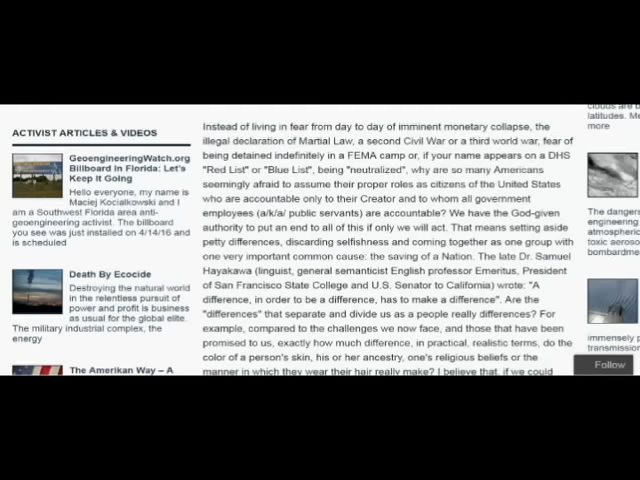 ACTIVIST ARTICLES & VIDEOS
GeoengineeringWatch.org
Billboard In Florida: Let's
Keep It Going
Hello everyone, my name is
Maciej Kocialkowski and I
am a Southwest Florida area anti-
geoengineering activist. The billboard
you see was just installed on 4/14/16 and
is scheduled
Death By Ecocide
Destroying the natural world
in the relentless pursuit of
power and profit is business
as usual for the global elite.
The military industrial complex, the
energy
The Amerikan Way – A
Instead of living in fear from day to day of imminent monetary collapse, the
illegal declaration of Martial Law, a second Civil War or a third world war, fear of
being detained indefinitely in a FEMA camp or, if your name appears on a DHS
"Red List" or "Blue List", being "neutralized", why are so many Americans
seemingly afraid to assume their proper roles as citizens of the United States
who are accountable only to their Creator and to whom all government
employees (a/k/a/ public servants) are accountable? We have the God-given
authority to put an end to all of this if only we will act. That means setting aside
petty differences, discarding selfishness and coming together as one group with
one very important common cause: the saving of a Nation. The late Dr. Samuel
Hayakawa (linguist, general semanticist English professor Emeritus, President
of San Francisco State College and U.S. Senator to California) wrote: "A
difference, in order to be a difference, has to make a difference". Are the
"differences" that separate and divide us as a people really differences? For
example, compared to the challenges we now face, and those that have been
promised to us, exactly how much difference, in practical, realistic terms, do the
color of a person's skin, his or her ancestry, one's religious beliefs or the
manner in which they wear their hair really make? I believe that, if we could
clouds are b
latitudes. Me
more
The dangers
engineering
atmospheric
toxic aeroso
bombardme
immensely p
transmission
Follow